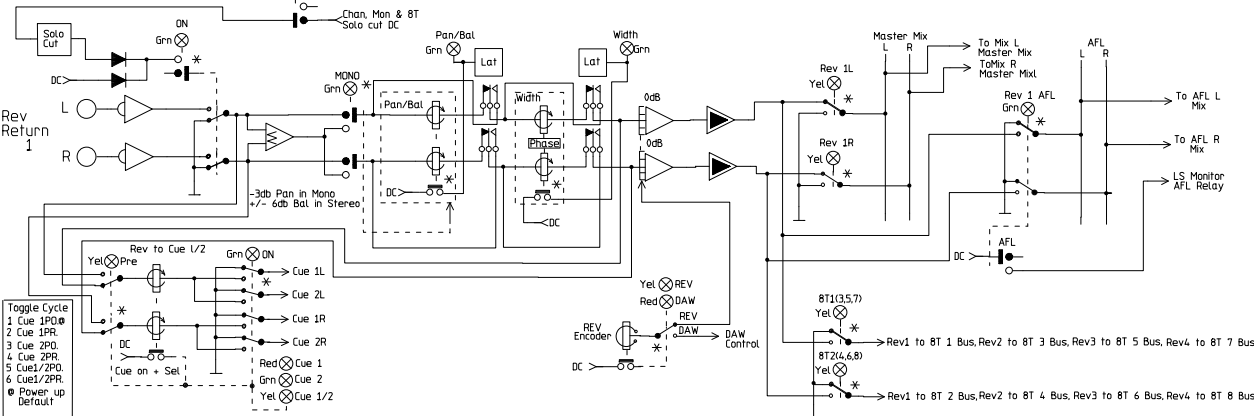 Chan, Mon & 8T
Solo cut DC
Solo
Cut
ON
Grn
*
DC
Rev
Return
1
L
R
MONO
Grn
*
Pan/Bal
Grn
Lat
Pan/Bal
*
DC
-3db Pan in Mono
+/- 6db Bal in Stereo
Width
Grn
Lat
Width
Phase
*
DC
0dB
0dB
Rev 1L
Yel
*
Rev 1R
Yel
*
Master Mix
L R
To Mix L
Master Mix
ToMix R
Master Mixl
AFL
L R
Rev 1 AFL
Grn
*
To AFL L
Mix
To AFL R
Mix
LS Monitor
AFL Relay
AFL
DC
Rev to Cue 1/2
Yel Pre
*
DC
Cue on + Sel
Grn ON
*
Cue 1L
Cue 2L
Cue 1R
Cue 2R
Red Cue 1
Grn Cue 2
Yel Cue 1/2
Toggle Cycle
1 Cue 1PO.@
2 Cue 1PR.
3 Cue 2PO.
4 Cue 2PR.
5 Cue1/2PO.
6 Cue1/2PR.
@ Power up
Default
Yel REV
Red DAW
REV
REV
Encoder
DAW
DAW
Control
*
DC
8T1(3,5,7)
Yel
*
Rev1 to 8T 1 Bus,Rev2 to 8T 3 Bus,Rev3 to 8T 5 Bus,Rev4 to 8T 7 Bus
8T2(4,6,8)
Yel
*
Rev1 to 8T 2 Bus,Rev2 to 8T 4 Bus,Rev3 to 8T 6 Bus,Rev4 to 8T 8 Bus